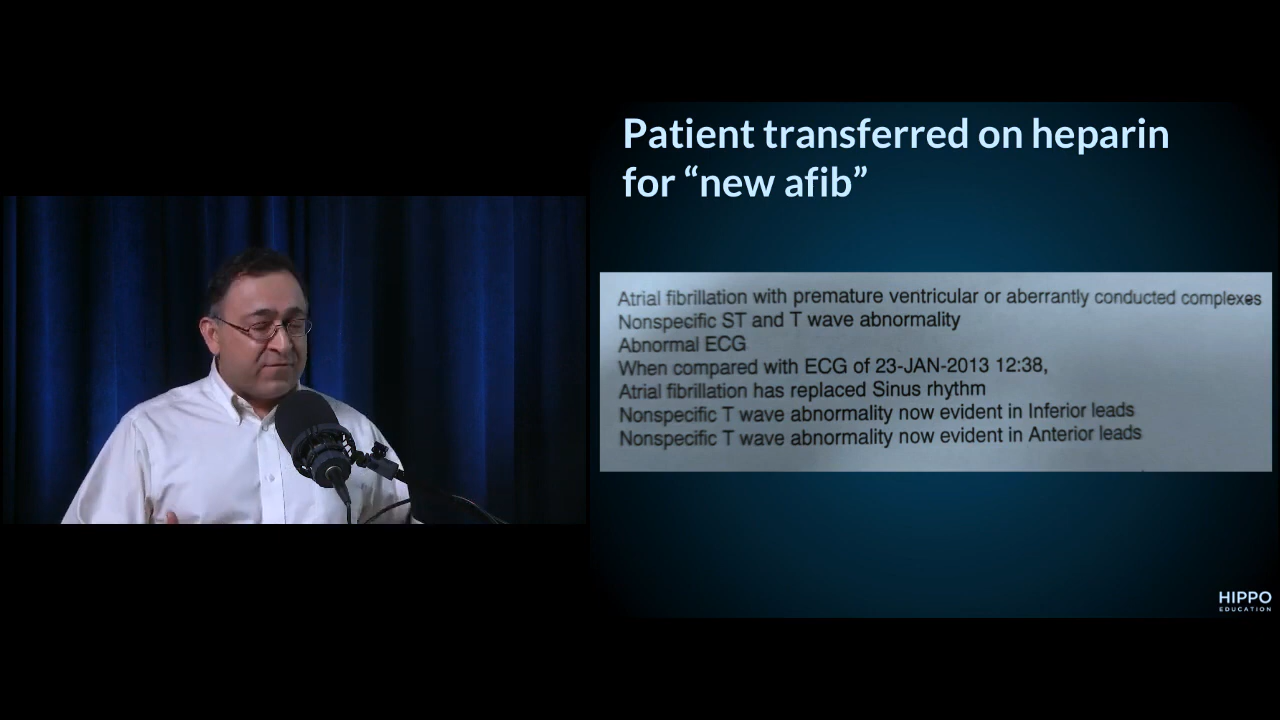 Patient transferred on heparin
for “new afib”
Atrial fibrillation with premature ventricular or aberrantly conducted complexes
Nonspecific ST and T wave abnormality
Abnormal ECG
When compared with ECG of 23-JAN-2013 12:38,
Atrial fibrillation has replaced Sinus rhythm
Nonspecific T wave abnormality now evident in Inferior leads
Nonspecific T wave abnormality now evident in Anterior leads
HIPPO
EDUCATION